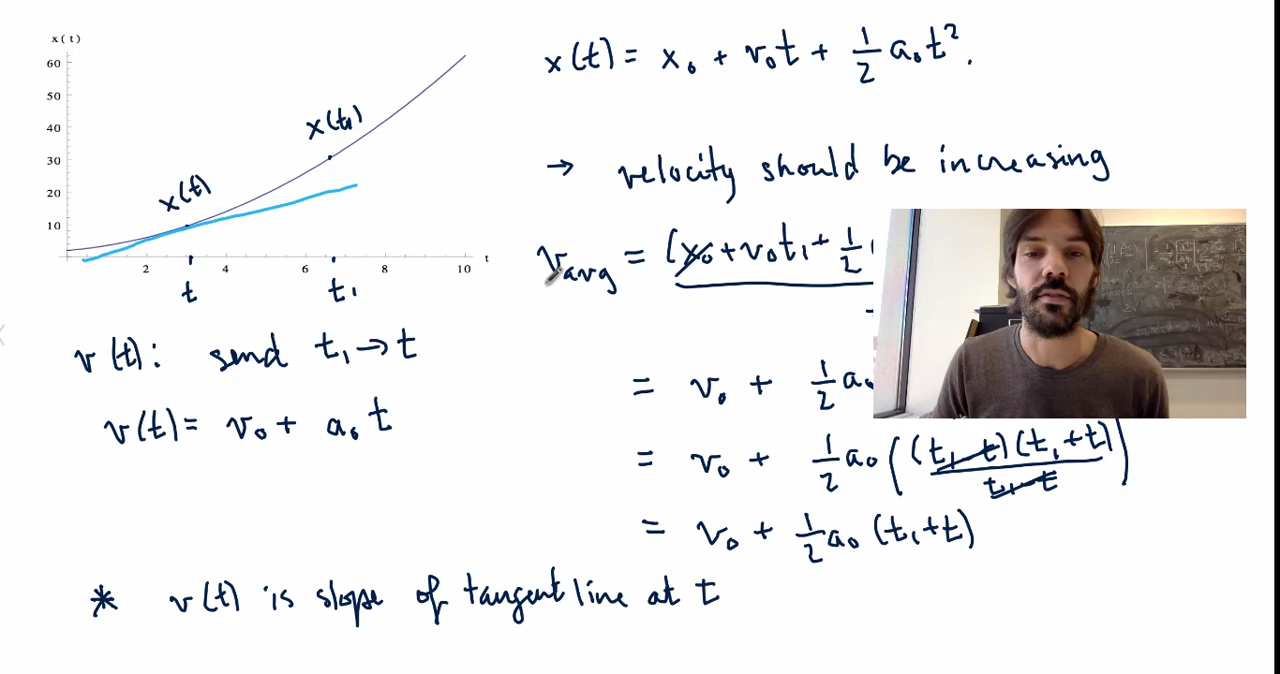 x(t)
60
50
40
30
20
10
2 4 6 8 10 t
x(t)
x(t₁)
t t₁
v(t): send t₁ → t
v(t) = v₀ + a₀ t
x(t) = x₀ + v₀t + 1/2 a₀t².
→ velocity should be increasing
v_avg = (x₀ + v₀t₁ + 1/2
= v₀ + 1/2 a₀
= v₀ + 1/2 a₀ ((t₁-t)(t₁+t) / t₁-t)
= v₀ + 1/2 a₀ (t₁+t)
* v(t) is slope of tangent line at t